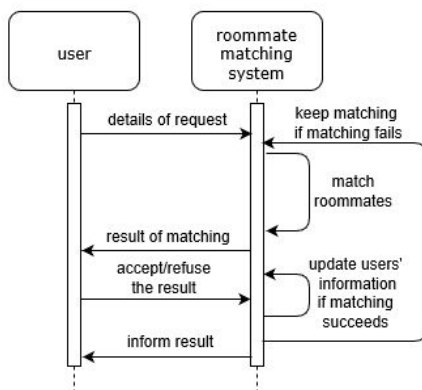 user
roommate
matching
system
details of request
keep matching
if matching fails
match
roommates
result of matching
accept/refuse
the result
update users'
information
if matching
succeeds
inform result